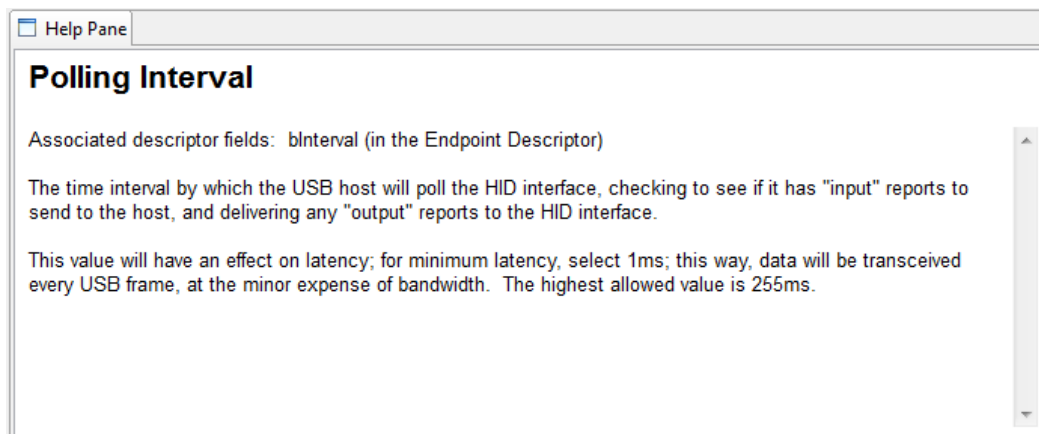 Help Pane
Polling Interval
Associated descriptor fields:  bInterval (in the Endpoint Descriptor)
The time interval by which the USB host will poll the HID interface, checking to see if it has "input" reports to
send to the host, and delivering any "output" reports to the HID interface.
This value will have an effect on latency; for minimum latency, select 1ms; this way, data will be transceived
every USB frame, at the minor expense of bandwidth.  The highest allowed value is 255ms.